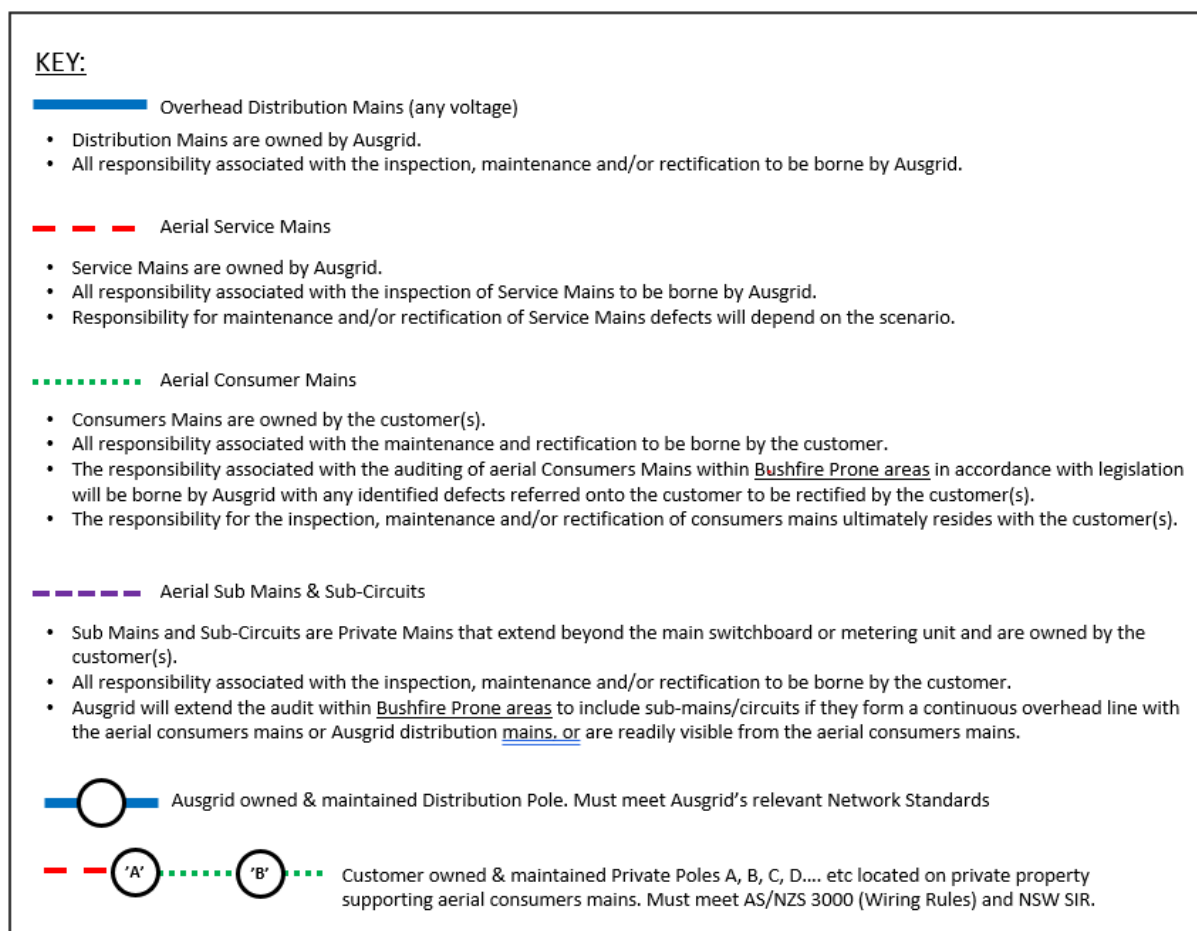 KEY:
Overhead Distribution Mains (any voltage)
• Distribution Mains are owned by Ausgrid.
• All responsibility associated with the inspection, maintenance and/or rectification to be borne by Ausgrid.
Aerial Service Mains
• Service Mains are owned by Ausgrid.
• All responsibility associated with the inspection of Service Mains to be borne by Ausgrid.
• Responsibility for maintenance and/or rectification of Service Mains defects will depend on the scenario.
Aerial Consumer Mains
• Consumers Mains are owned by the customer(s).
• All responsibility associated with the maintenance and rectification to be borne by the customer.
• The responsibility associated with the auditing of aerial Consumers Mains within Bushfire Prone areas in accordance with legislation
will be borne by Ausgrid with any identified defects referred onto the customer to be rectified by the customer(s).
• The responsibility for the inspection, maintenance and/or rectification of consumers mains ultimately resides with the customer(s).
Aerial Sub Mains & Sub-Circuits
• Sub Mains and Sub-Circuits are Private Mains that extend beyond the main switchboard or metering unit and are owned by the
customer(s).
• All responsibility associated with the inspection, maintenance and/or rectification to be borne by the customer.
• Ausgrid will extend the audit within Bushfire Prone areas to include sub-mains/circuits if they form a continuous overhead line with
the aerial consumers mains or Ausgrid distribution mains. or are readily visible from the aerial consumers mains.
Ausgrid owned & maintained Distribution Pole. Must meet Ausgrid's relevant Network Standards
'A' 'B' Customer owned & maintained Private Poles A, B, C, D.... etc located on private property
supporting aerial consumers mains. Must meet AS/NZS 3000 (Wiring Rules) and NSW SIR.